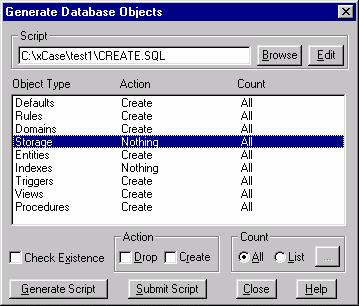 Generate Database Objects
Script
C:\xCase\test1\CREATE.SQL Browse Edit
Object Type Action Count
Defaults Create All
Rules Create All
Domains Create All
Storage Nothing All
Entities Create All
Indexes Nothing All
Triggers Create All
Views Create All
Procedures Create All
Action Count
Check Existence Drop Create All List ...
Generate Script Submit Script Close Help